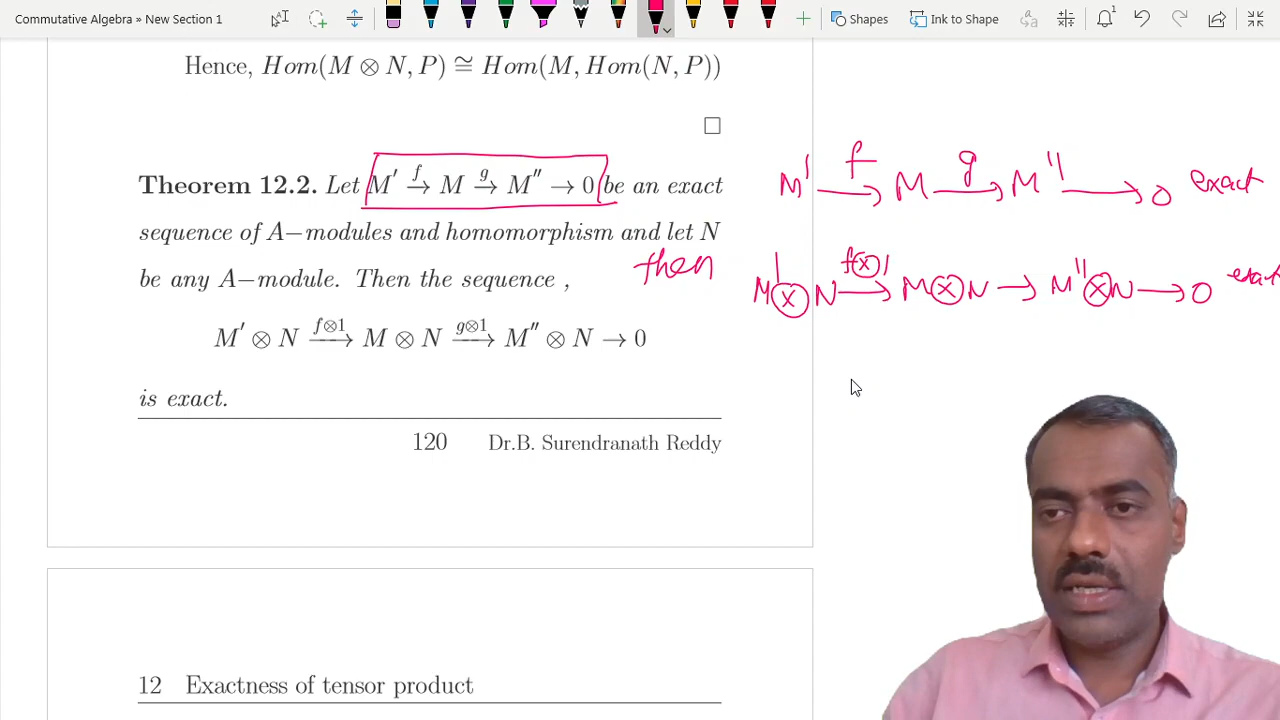 Commutative Algebra » New Section 1
Shapes Ink to Shape
Hence, Hom(M ⊗ N, P) ≅ Hom(M, Hom(N, P))
□
Theorem 12.2. Let M′ →^f M →^g M″ → 0 be an exact
sequence of A−modules and homomorphism and let N
be any A−module. Then the sequence ,
M′ ⊗ N →^{f⊗1} M ⊗ N →^{g⊗1} M″ ⊗ N → 0
is exact.
120 Dr.B. Surendranath Reddy
12 Exactness of tensor product
M' →^f M →^g M'' → 0 exact
then M' ⊗ N →^{f⊗1} M ⊗ N → M'' ⊗ N → 0 exact